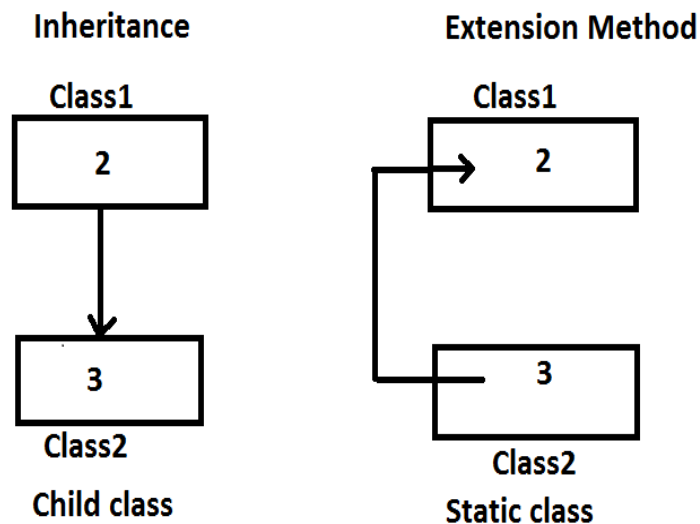 Inheritance
Class1
2
3
Class2
Child class
Extension Method
Class1
2
3
Class2
Static class